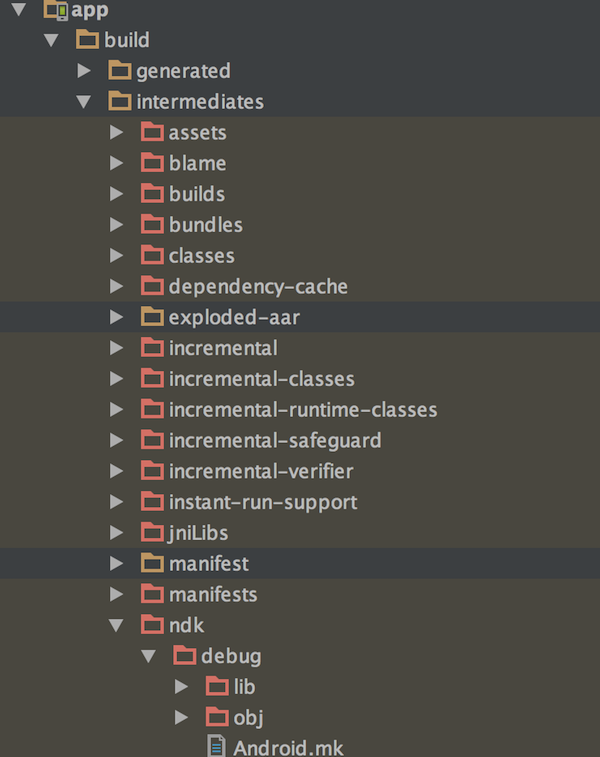 app
build
generated
intermediates
assets
blame
builds
bundles
classes
dependency-cache
exploded-aar
incremental
incremental-classes
incremental-runtime-classes
incremental-safeguard
incremental-verifier
instant-run-support
jniLibs
manifest
manifests
ndk
debug
lib
obj
Android.mk